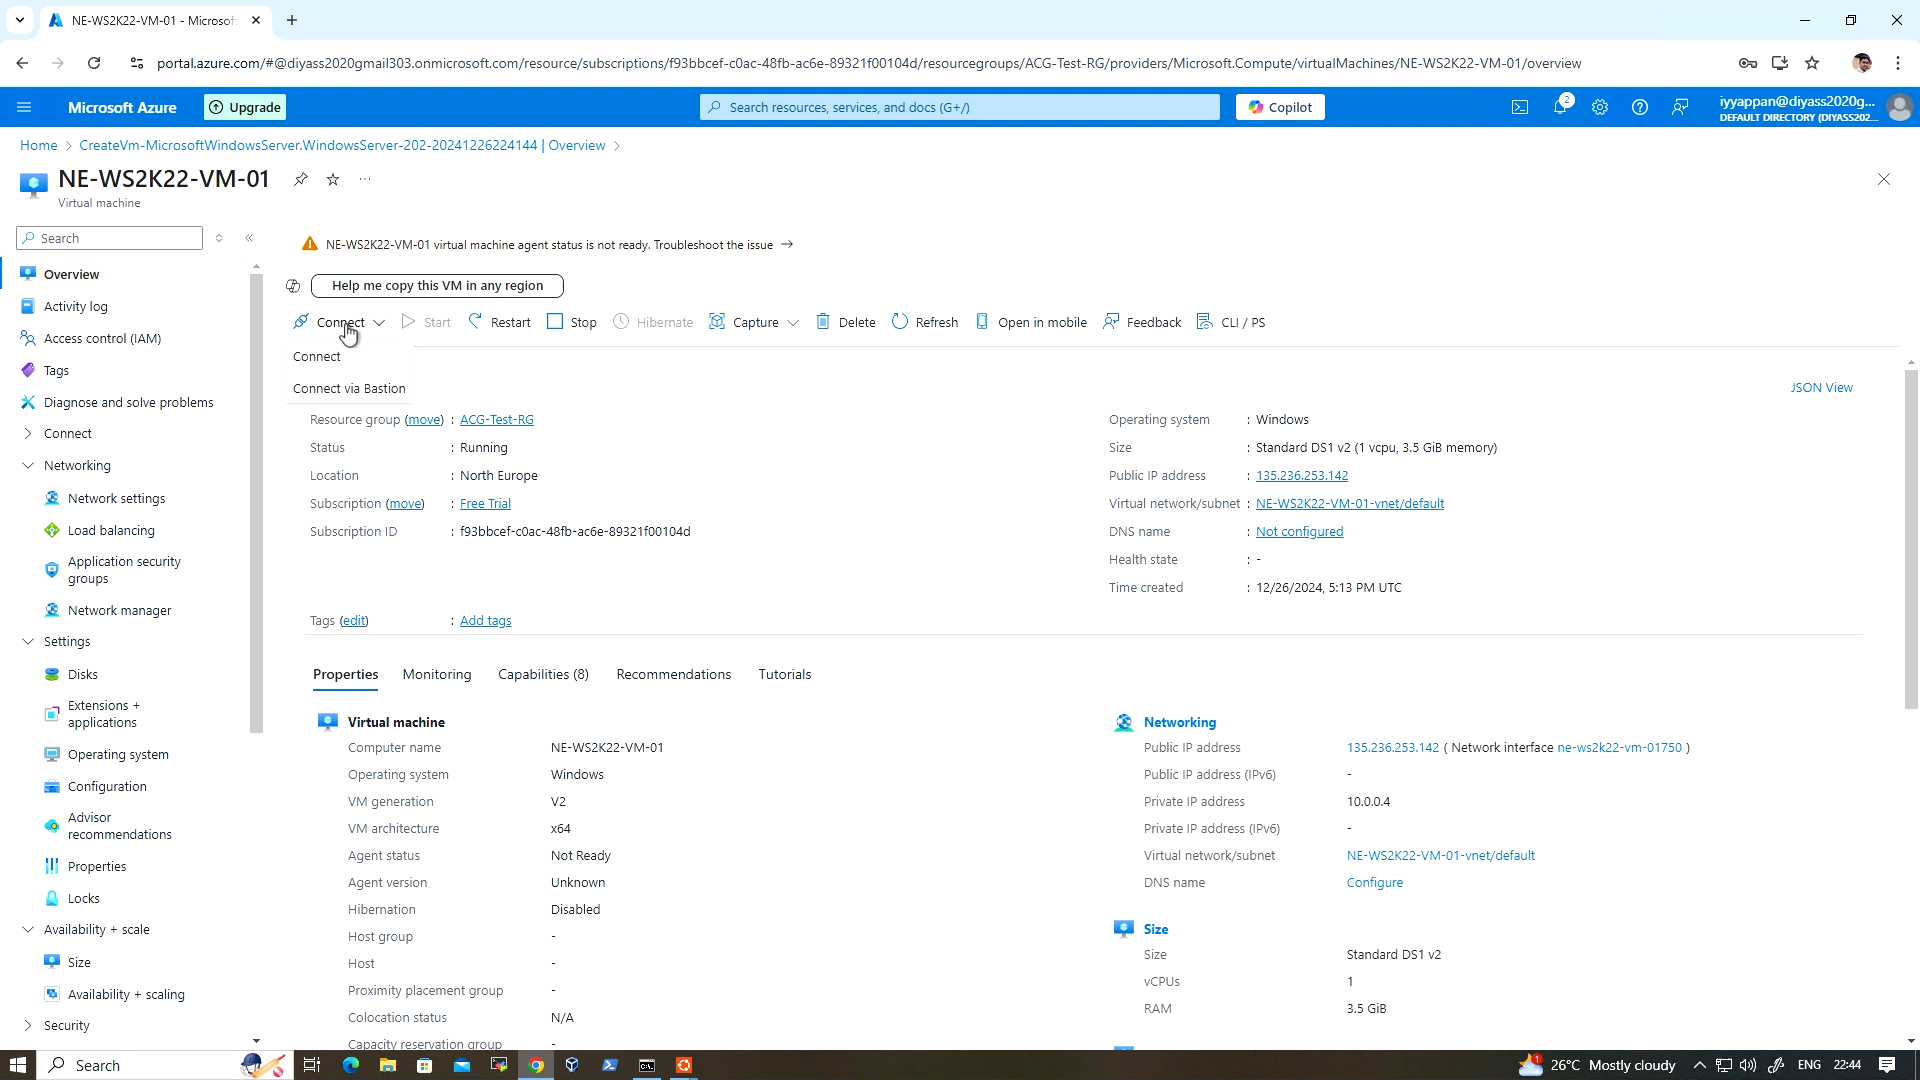 NE-WS2K22-VM-01 - Microsof
portal.azure.com/#@diyass2020gmail303.onmicrosoft.com/resource/subscriptions/f93bbcef-c0ac-48fb-ac6e-89321f00104d/resourcegroups/ACG-Test-RG/providers/Microsoft.Compute/virtualMachines/NE-WS2K22-VM-01/overview
Microsoft Azure
Upgrade
Search resources, services, and docs (G+/)
Copilot
2
iyyappan@diyass2020g...
DEFAULT DIRECTORY (DIYASS202...
Home > CreateVm-MicrosoftWindowsServer.WindowsServer-202-20241226224144 | Overview >
NE-WS2K22-VM-01
Virtual machine
Search
Overview
Activity log
Access control (IAM)
Tags
Diagnose and solve problems
Connect
Networking
Network settings
Load balancing
Application security
groups
Network manager
Settings
Disks
Extensions +
applications
Operating system
Configuration
Advisor
recommendations
Properties
Locks
Availability + scale
Size
Availability + scaling
Security
NE-WS2K22-VM-01 virtual machine agent status is not ready. Troubleshoot the issue →
Help me copy this VM in any region
Connect Start Restart Stop Hibernate Capture Delete Refresh Open in mobile Feedback CLI / PS
Connect
Connect via Bastion
JSON View
Resource group (move) : ACG-Test-RG
Status : Running
Location : North Europe
Subscription (move) : Free Trial
Subscription ID : f93bbcef-c0ac-48fb-ac6e-89321f00104d
Operating system : Windows
Size : Standard DS1 v2 (1 vcpu, 3.5 GiB memory)
Public IP address : 135.236.253.142
Virtual network/subnet : NE-WS2K22-VM-01-vnet/default
DNS name : Not configured
Health state : -
Time created : 12/26/2024, 5:13 PM UTC
Tags (edit) : Add tags
Properties Monitoring Capabilities (8) Recommendations Tutorials
Virtual machine
Computer name NE-WS2K22-VM-01
Operating system Windows
VM generation V2
VM architecture x64
Agent status Not Ready
Agent version Unknown
Hibernation Disabled
Host group -
Host -
Proximity placement group -
Colocation status N/A
Capacity reservation group -
Networking
Public IP address 135.236.253.142 ( Network interface ne-ws2k22-vm-01750 )
Public IP address (IPv6) -
Private IP address 10.0.0.4
Private IP address (IPv6) -
Virtual network/subnet NE-WS2K22-VM-01-vnet/default
DNS name Configure
Size
Size Standard DS1 v2
vCPUs 1
RAM 3.5 GiB
Search
1
26°C Mostly cloudy
ENG
22:44